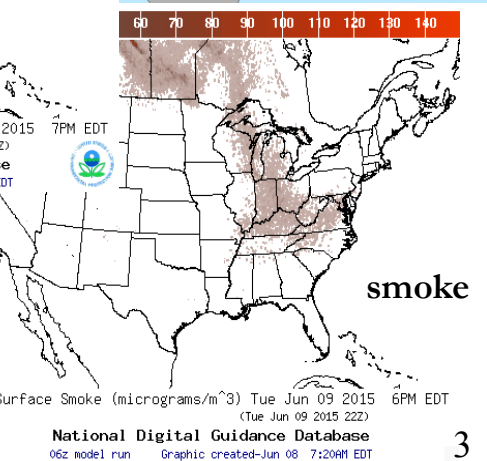 60 70 80 90 100 110 120 130 140
2015 7PM EDT
Z)
e
EDT
smoke
Surface Smoke (micrograms/m^3) Tue Jun 09 2015 6PM EDT
(Tue Jun 09 2015 22Z)
National Digital Guidance Database
06z model run Graphic created-Jun 08 7:20AM EDT
3